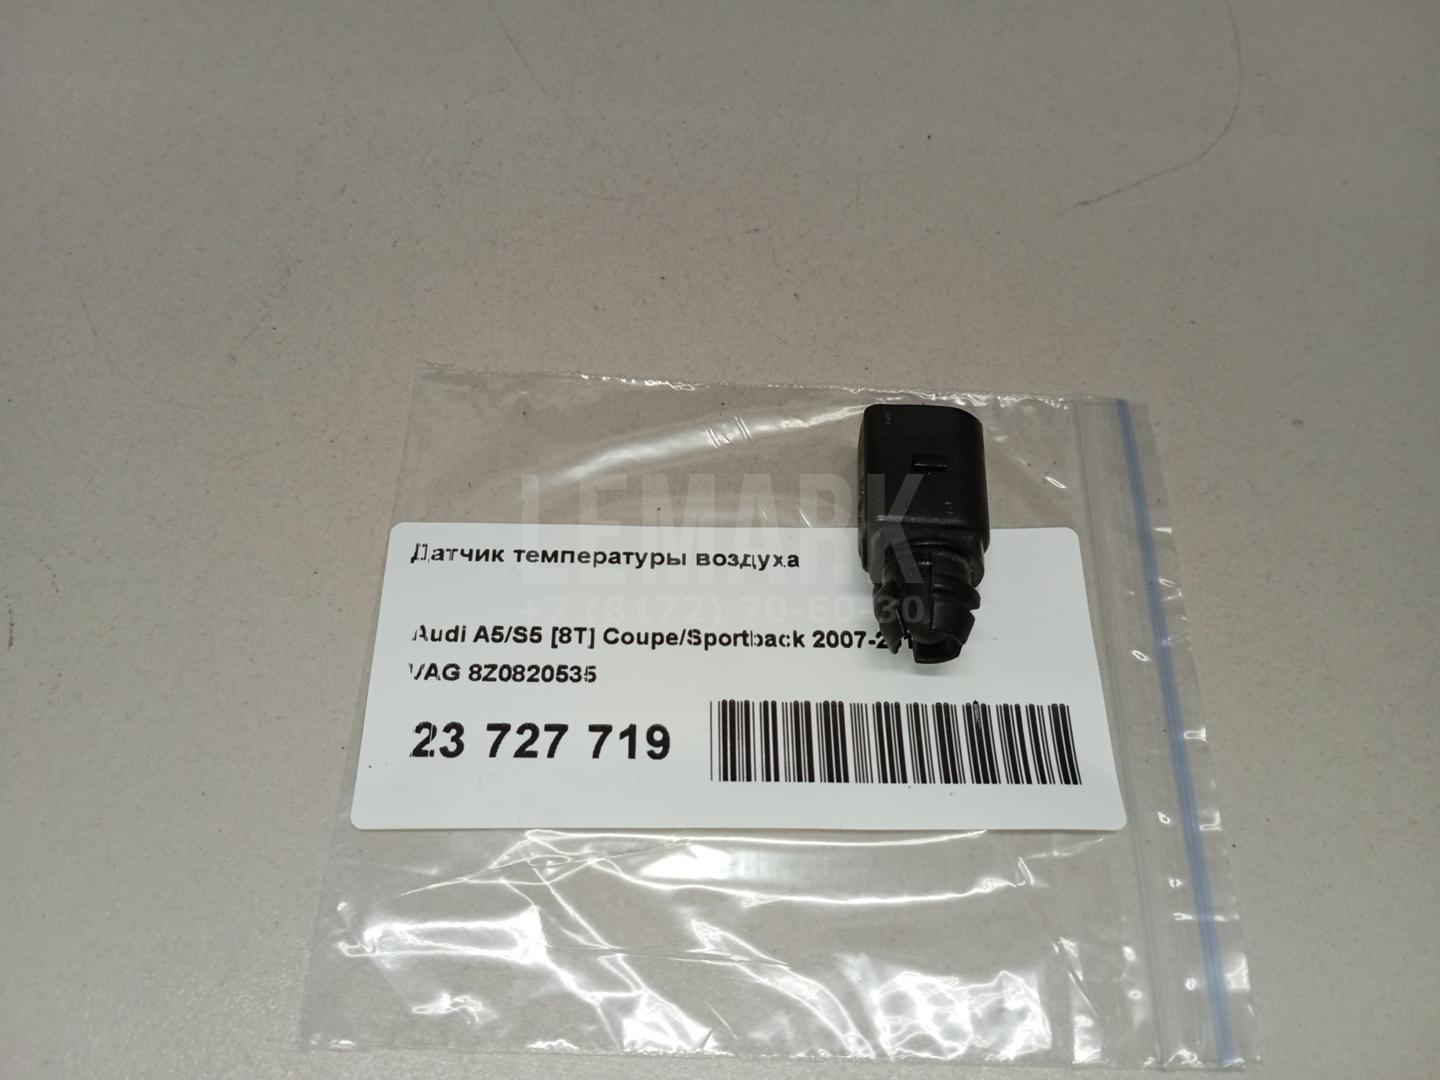 LEMARK
+7 (8172) 70-60-30
Датчик температуры воздуха
Audi A5/S5 [8T] Coupe/Sportback
VAG 8Z0820535
23 727 719